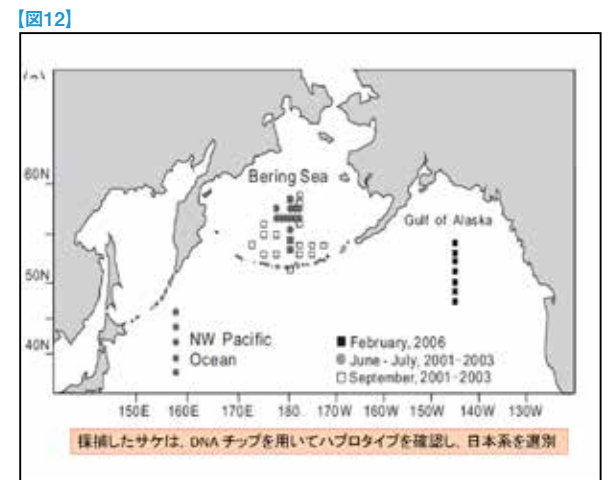 【図12】
60N
Bering Sea
Gulf of Alaska
50N
NW Pacific
Ocean
■ February, 2006
● June - July, 2001-2003
□ September, 2001-2003
40N
150E 160E 170E 180 170W 160W 150W 140W 130W
採捕したサケは，DNA チップを用いてハプロタイプを確認し，日本系を選別